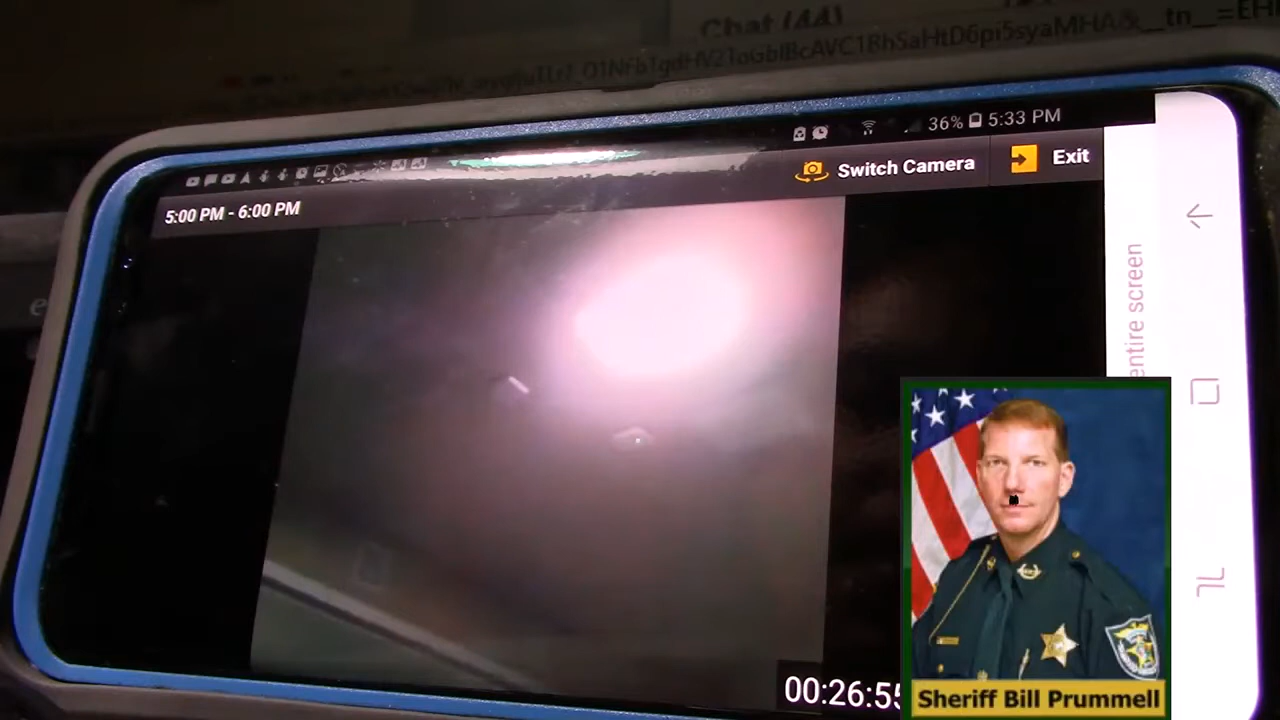 Chat (44)
36% 5:33 PM
Switch Camera
Exit
5:00 PM - 6:00 PM
entire screen
00:26:55
Sheriff Bill Prummell